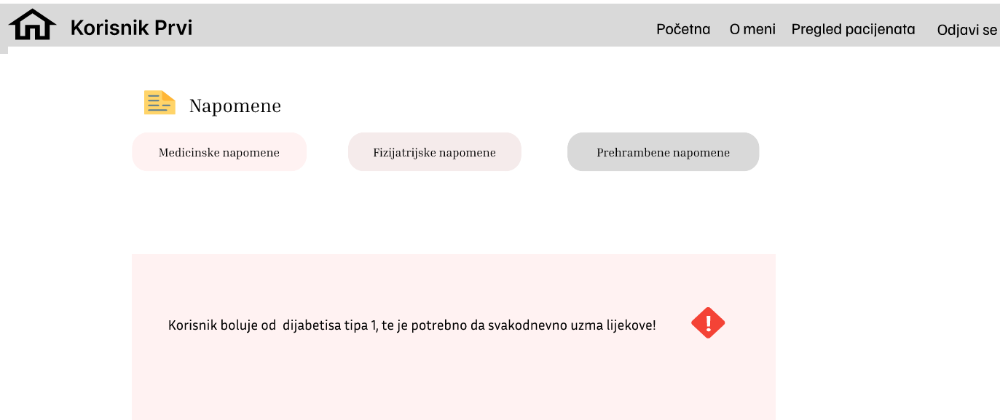 Korisnik Prvi
Početna O meni Pregled pacijenata Odjavi se
Napomene
Medicinske napomene Fizijatrijske napomene Prehrambene napomene
Korisnik boluje od  dijabetisa tipa 1, te je potrebno da svakodnevno uzma lijekove!